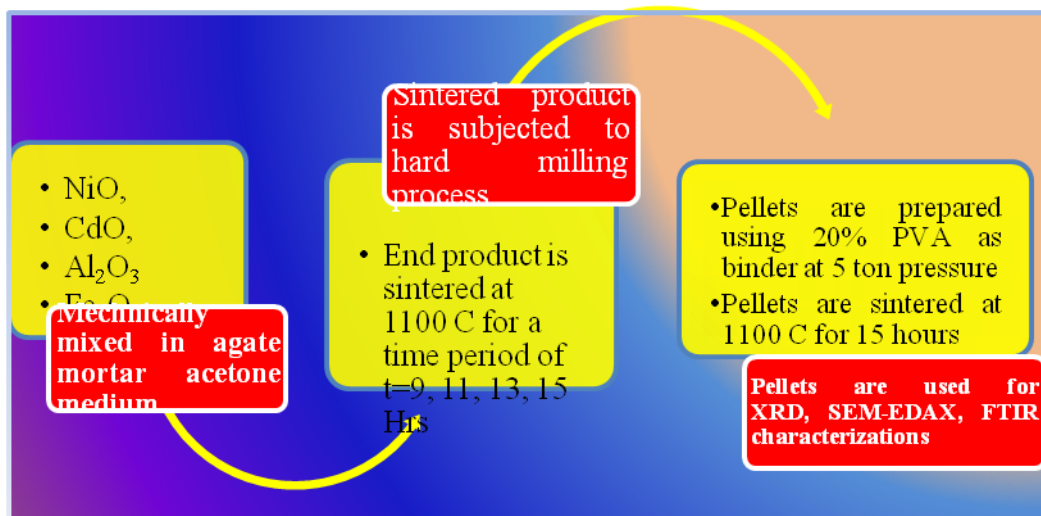 • NiO,
• CdO,
• Al₂O₃
• Fe₂O
Mechnically
mixed in agate
mortar acetone
medium
Sintered product
is subjected to
hard milling
process
• End product is
sintered at
1100 C for a
time period of
t=9, 11, 13, 15
Hrs
•Pellets are prepared
using 20% PVA as
binder at 5 ton pressure
•Pellets are sintered at
1100 C for 15 hours
Pellets are used for
XRD, SEM-EDAX, FTIR
characterizations